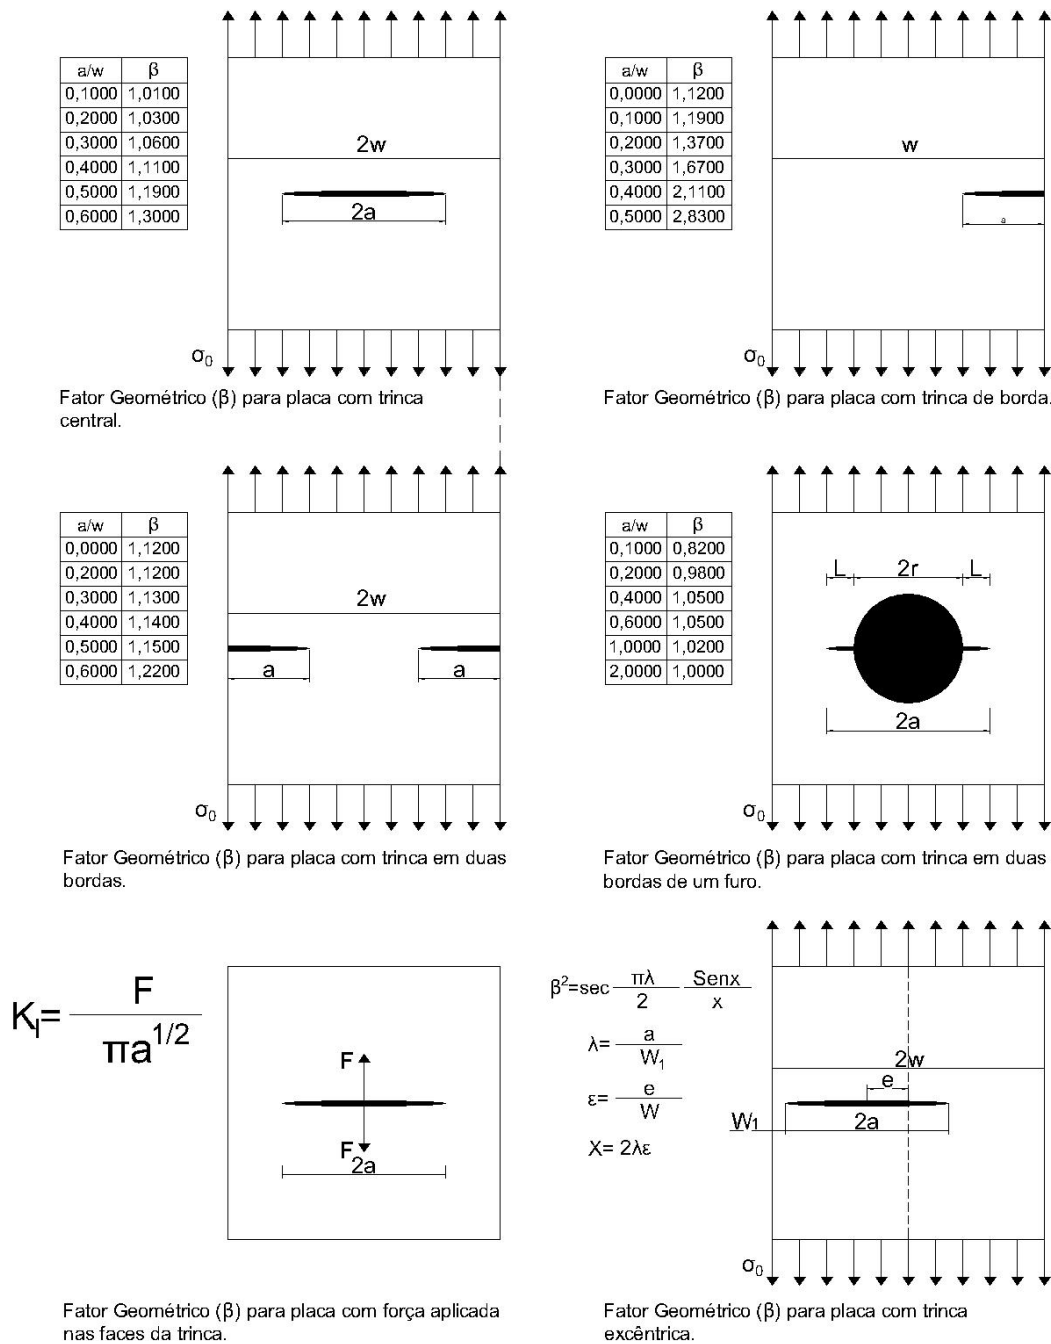 a/w β
0,1000 1,0100
0,2000 1,0300
0,3000 1,0600
0,4000 1,1100
0,5000 1,1900
0,6000 1,3000
2w
2a
σ₀
Fator Geométrico (β) para placa com trinca
central.
a/w β
0,0000 1,1200
0,1000 1,1900
0,2000 1,3700
0,3000 1,6700
0,4000 2,1100
0,5000 2,8300
w
a
σ₀
Fator Geométrico (β) para placa com trinca de borda.
a/w β
0,0000 1,1200
0,2000 1,1200
0,3000 1,1300
0,4000 1,1400
0,5000 1,1500
0,6000 1,2200
2w
a a
σ₀
Fator Geométrico (β) para placa com trinca em duas
bordas.
a/w β
0,1000 0,8200
0,2000 0,9800
0,4000 1,0500
0,6000 1,0500
1,0000 1,0200
2,0000 1,0000
L 2r L
2a
σ₀
Fator Geométrico (β) para placa com trinca em duas
bordas de um furo.
K_I= F / πa^1/2
F
F
2a
Fator Geométrico (β) para placa com força aplicada
nas faces da trinca.
β²=sec πλ/2 Senx/x
λ= a/W₁
ε= e/W
X= 2λε
2w
e
W₁ 2a
σ₀
Fator Geométrico (β) para placa com trinca
excêntrica.